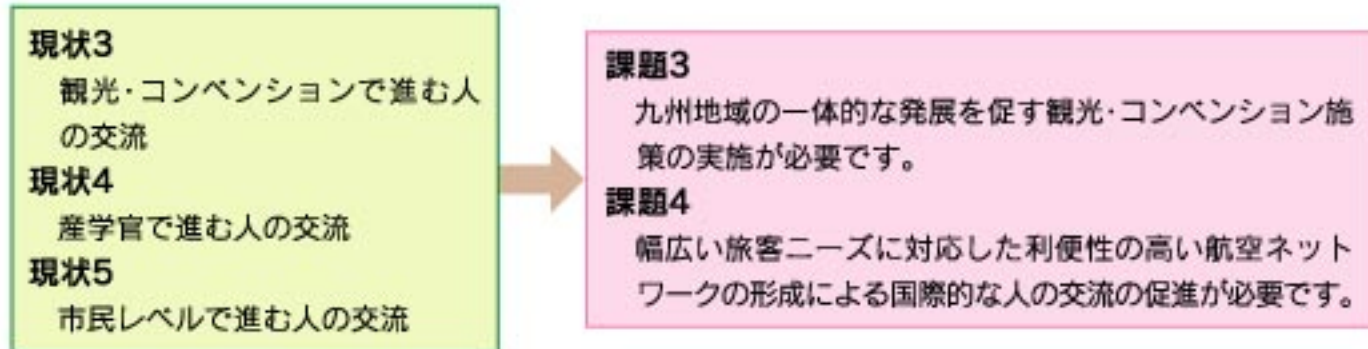 現状3
観光・コンベンションで進む人
の交流
現状4
産学官で進む人の交流
現状5
市民レベルで進む人の交流
課題3
九州地域の一体的な発展を促す観光・コンベンション施
策の実施が必要です。
課題4
幅広い旅客ニーズに対応した利便性の高い航空ネット
ワークの形成による国際的な人の交流の促進が必要です。